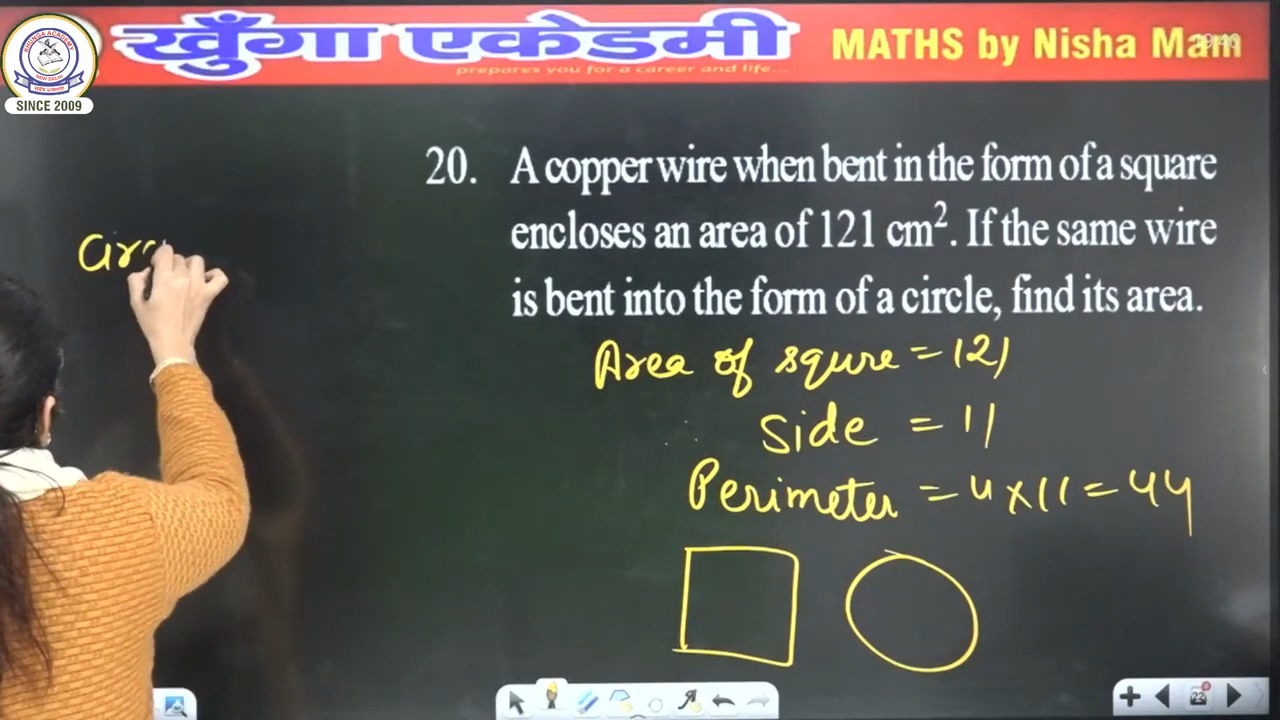 खुँगा एकेडमी
MATHS by Nisha Mam
prepares you for a career and life...
SINCE 2009
20. A copper wire when bent in the form of a square
encloses an area of 121 cm². If the same wire
is bent into the form of a circle, find its area.
Area of squre = 121
Side = 11
Perimeter = 4 × 11 = 44